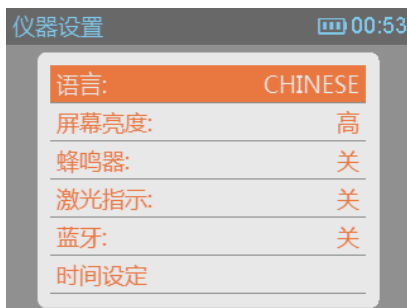 仪器设置 00:53
语言: CHINESE
屏幕亮度: 高
蜂鸣器: 关
激光指示: 关
蓝牙: 关
时间设定